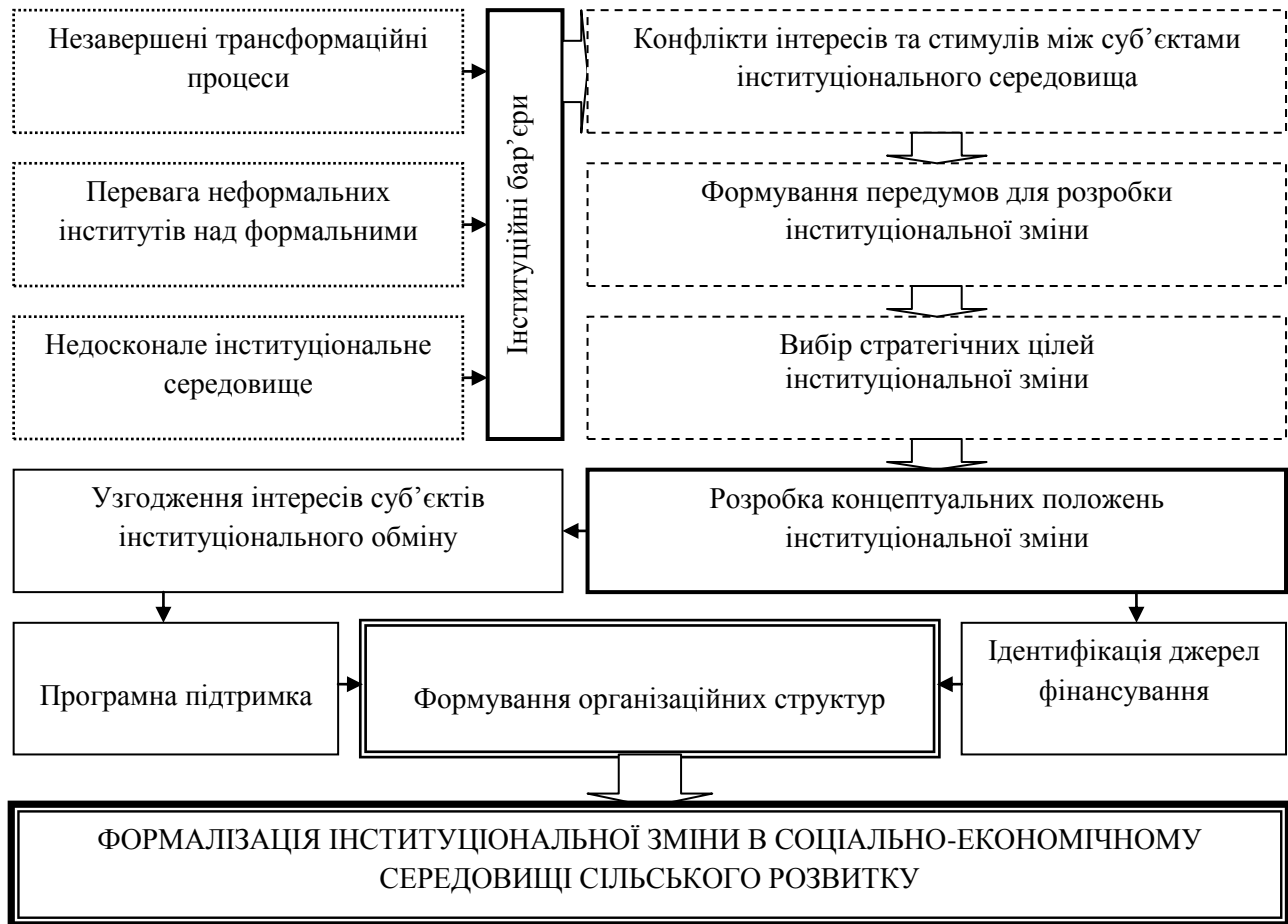 Незавершені трансформаційні
процеси
Перевага неформальних
інститутів над формальними
Недосконале інституціональне
середовище
Інституційні бар’єри
Конфлікти інтересів та стимулів між суб’єктами
інституціонального середовища
Формування передумов для розробки
інституціональної зміни
Вибір стратегічних цілей
інституціональної зміни
Узгодження інтересів суб’єктів
інституціонального обміну
Розробка концептуальних положень
інституціональної зміни
Програмна підтримка
Формування організаційних структур
Ідентифікація джерел
фінансування
ФОРМАЛІЗАЦІЯ ІНСТИТУЦІОНАЛЬНОЇ ЗМІНИ В СОЦІАЛЬНО-ЕКОНОМІЧНОМУ
СЕРЕДОВИЩІ СІЛЬСЬКОГО РОЗВИТКУ